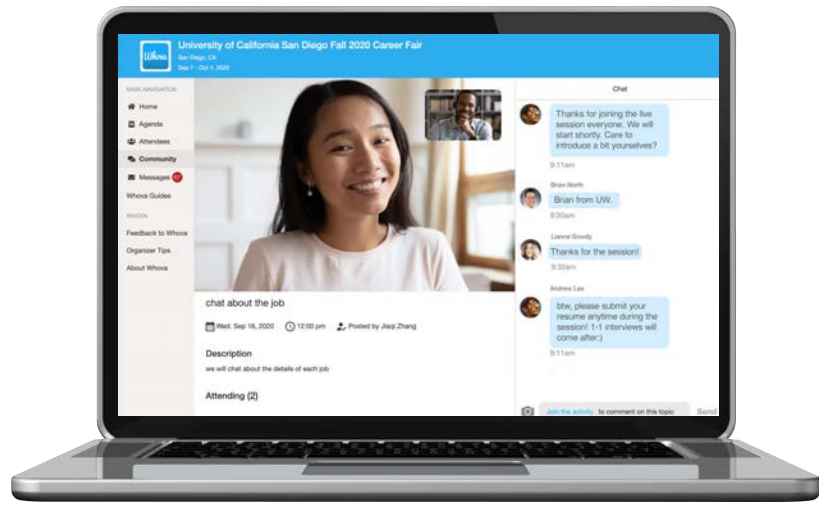 Whova
University of California San Diego Fall 2020 Career Fair
San Diego, CA
Sep 7 - Oct 4, 2020
MAIN NAVIGATION
Home
Agenda
Attendees
Community
Messages 67
Whova Guides
WHOVA
Feedback to Whova
Organizer Tips
About Whova
chat about the job
Wed. Sep 16, 2020 12:00 pm Posted by Jiaqi Zhang
Description
we will chat about the details of each job
Attending (2)
Chat
Thanks for joining the live
session everyone. We will
start shortly. Care to
introduce a bit yourselves?
9:11am
Brian North
Brian from UW.
9:30am
Lianne Gowdy
Thanks for the session!
9:32am
Andrew Lee
btw, please submit your
resume anytime during the
session! 1-1 interviews will
come after:)
9:11am
Join the activity to comment on this topic Send